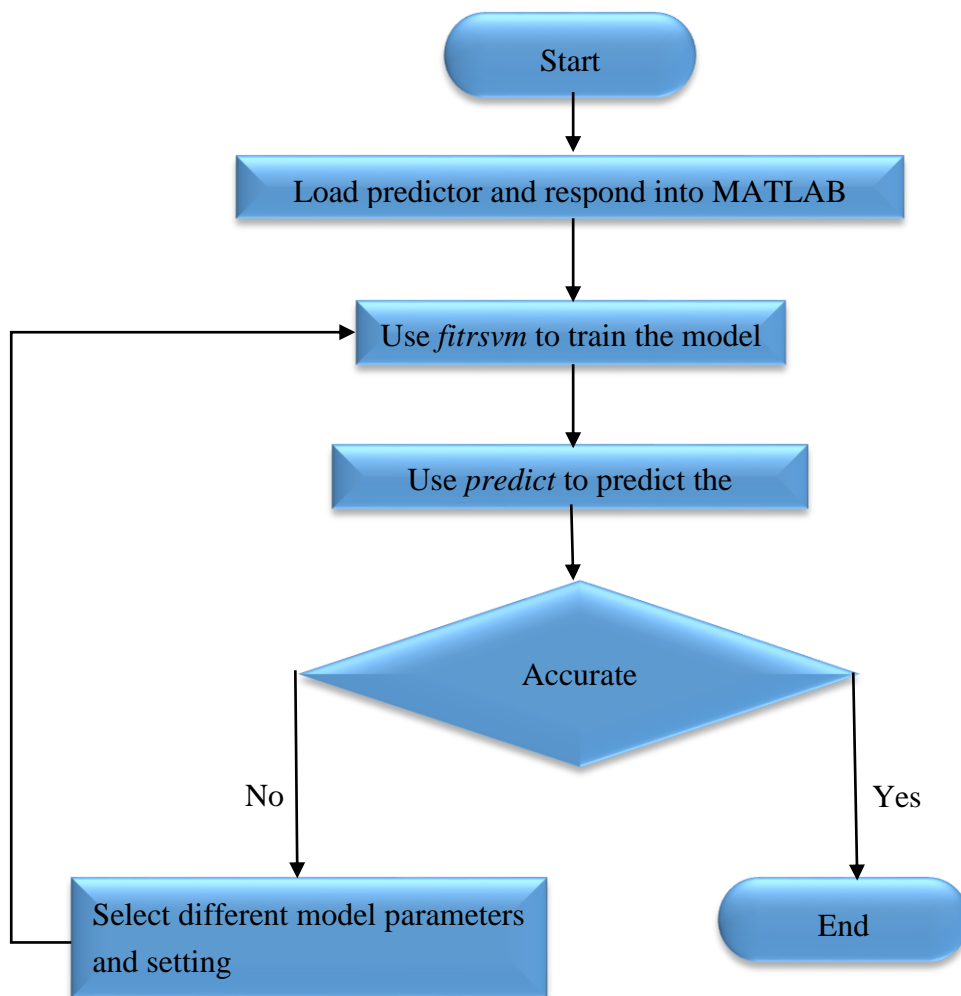 Start
Load predictor and respond into MATLAB
Use fitrsvm to train the model
Use predict to predict the
Accurate
No
Yes
Select different model parameters
and setting
End